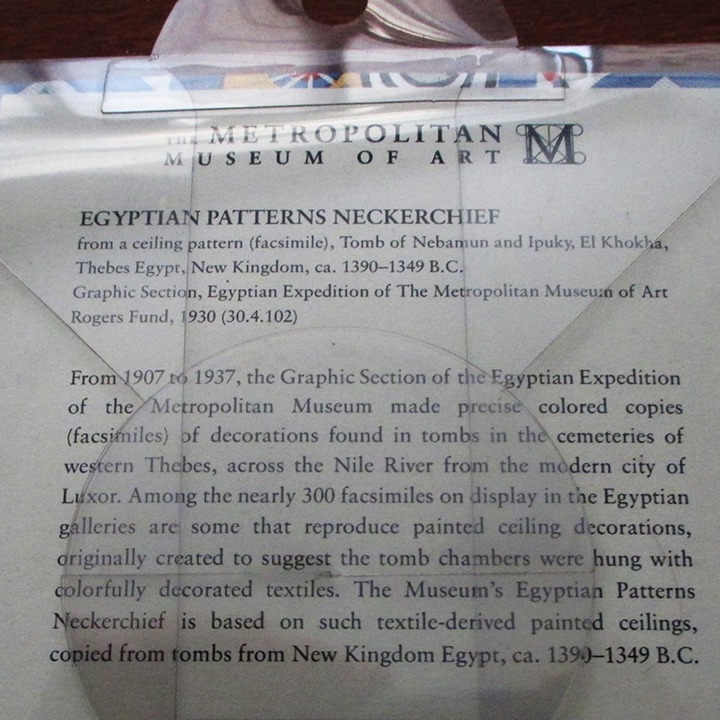 THE METROPOLITAN
MUSEUM OF ART M
EGYPTIAN PATTERNS NECKERCHIEF
from a ceiling pattern (facsimile), Tomb of Nebamun and Ipuky, El Khokha,
Thebes Egypt, New Kingdom, ca. 1390–1349 B.C.
Graphic Section, Egyptian Expedition of The Metropolitan Museum of Art
Rogers Fund, 1930 (30.4.102)
From 1907 to 1937, the Graphic Section of the Egyptian Expedition
of the Metropolitan Museum made precise colored copies
(facsimiles) of decorations found in tombs in the cemeteries of
western Thebes, across the Nile River from the modern city of
Luxor. Among the nearly 300 facsimiles on display in the Egyptian
galleries are some that reproduce painted ceiling decorations,
originally created to suggest the tomb chambers were hung with
colorfully decorated textiles. The Museum's Egyptian Patterns
Neckerchief is based on such textile-derived painted ceilings,
copied from tombs from New Kingdom Egypt, ca. 1390–1349 B.C.